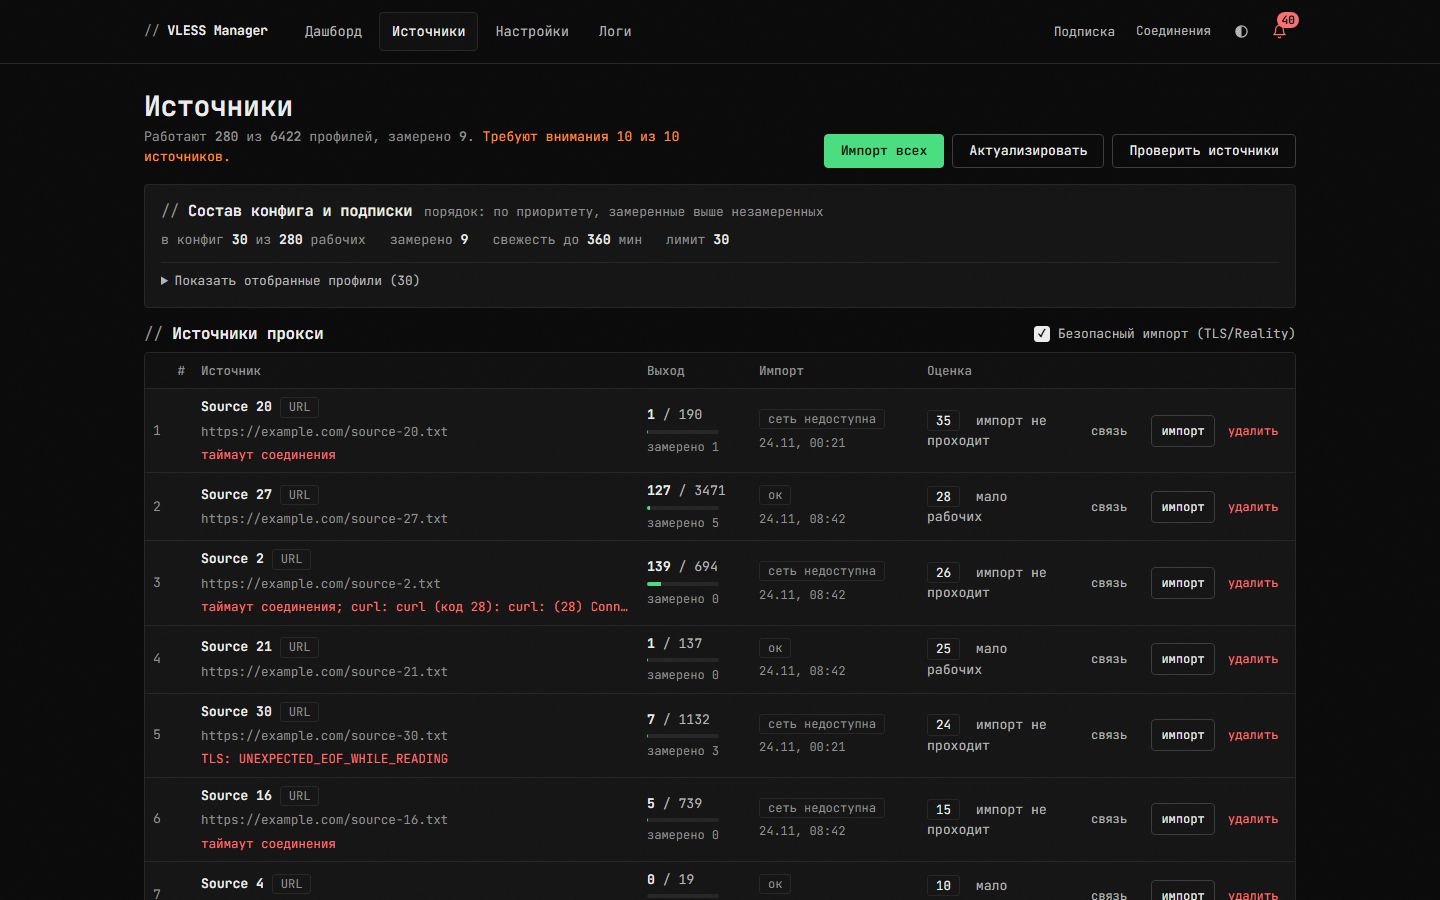 // VLESS Manager Дашборд Источники Настройки Логи Подписка Соединения 40
Источники
Работают 280 из 6422 профилей, замерено 9. Требуют внимания 10 из 10
источников.
Импорт всех Актуализировать Проверить источники
// Состав конфига и подписки порядок: по приоритету, замеренные выше незамеренных
в конфиг 30 из 280 рабочих замерено 9 свежесть до 360 мин лимит 30
Показать отобранные профили (30)
// Источники прокси
Безопасный импорт (TLS/Reality)
# Источник Выход Импорт Оценка
1
Source 20 URL
https://example.com/source-20.txt
таймаут соединения
1 / 190
замерено 1
сеть недоступна
24.11, 00:21
35 импорт не
проходит
связь импорт удалить
2
Source 27 URL
https://example.com/source-27.txt
127 / 3471
замерено 5
ок
24.11, 08:42
28 мало
рабочих
связь импорт удалить
3
Source 2 URL
https://example.com/source-2.txt
таймаут соединения; curl: curl (код 28): curl: (28) Conn…
139 / 694
замерено 0
сеть недоступна
24.11, 08:42
26 импорт не
проходит
связь импорт удалить
4
Source 21 URL
https://example.com/source-21.txt
1 / 137
замерено 0
ок
24.11, 08:42
25 мало
рабочих
связь импорт удалить
5
Source 30 URL
https://example.com/source-30.txt
TLS: UNEXPECTED_EOF_WHILE_READING
7 / 1132
замерено 3
сеть недоступна
24.11, 00:21
24 импорт не
проходит
связь импорт удалить
6
Source 16 URL
https://example.com/source-16.txt
таймаут соединения
5 / 739
замерено 0
сеть недоступна
24.11, 08:42
15 импорт не
проходит
связь импорт удалить
7
Source 4 URL
0 / 19
ок
10 мало
связь импорт удалить